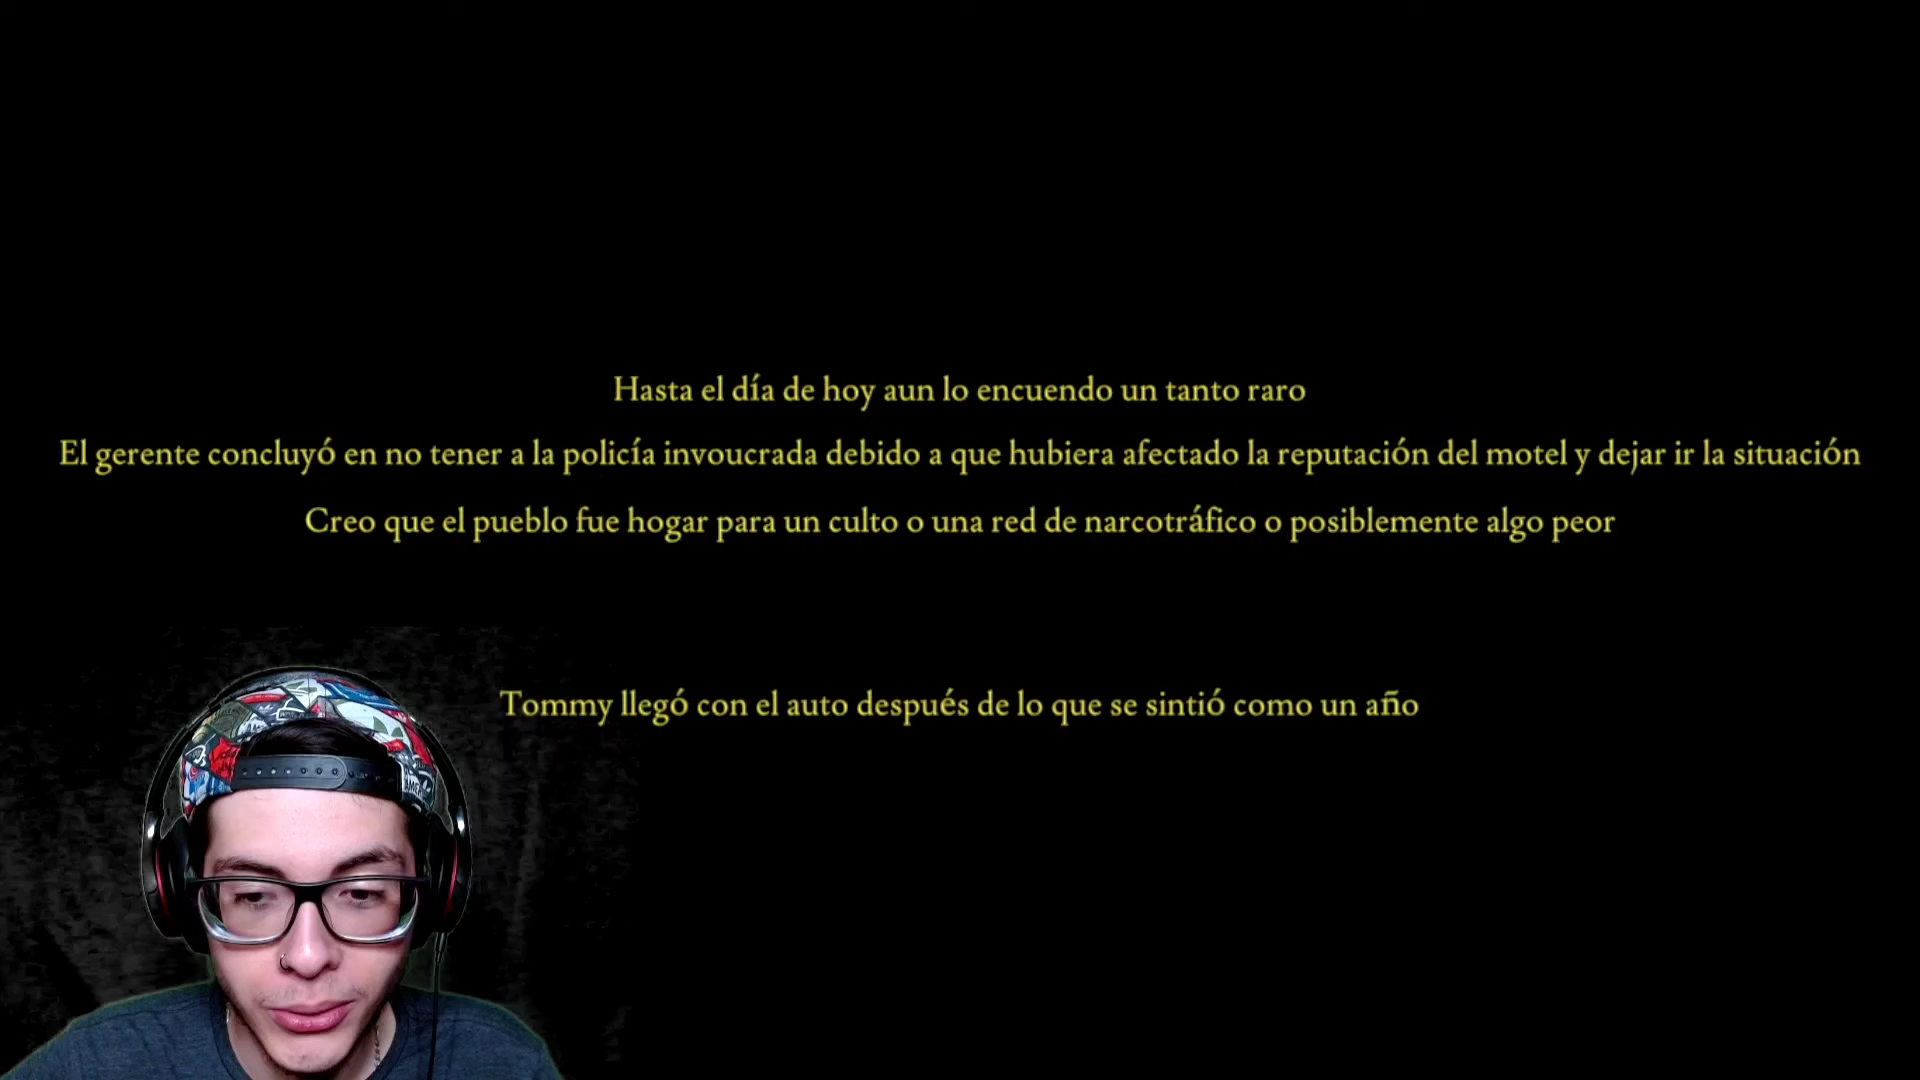 Hasta el día de hoy aun lo encuendo un tanto raro
El gerente concluyó en no tener a la policía invoucrada debido a que hubiera afectado la reputación del motel y dejar ir la situación
Creo que el pueblo fue hogar para un culto o una red de narcotráfico o posiblemente algo peor
Tommy llegó con el auto después de lo que se sintió como un año